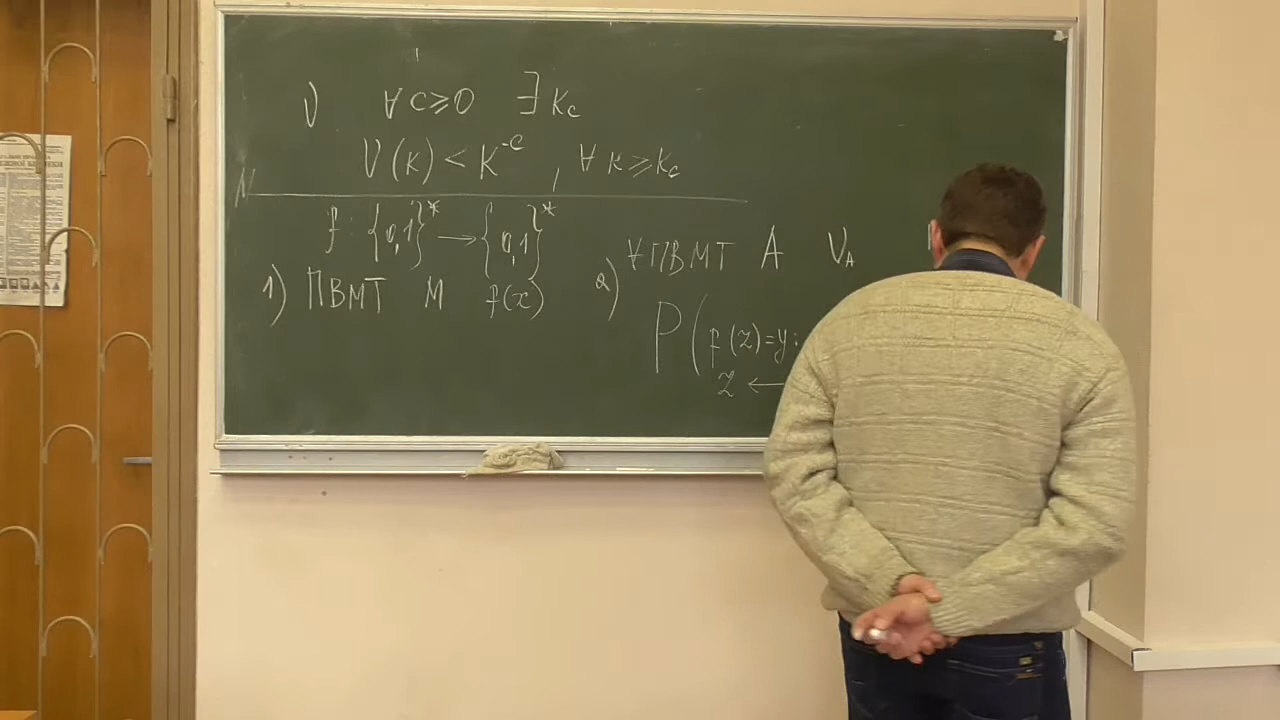 ν ∀ c ⩾ 0 ∃ K_c
ν(K) < K^{-c}, ∀ K ⩾ K_c
f: {0,1}* → {0,1}*
1) ПВМТ M f(x)
2) ∀ ПВМТ A ν_A
P( f(z)=y:
z ←